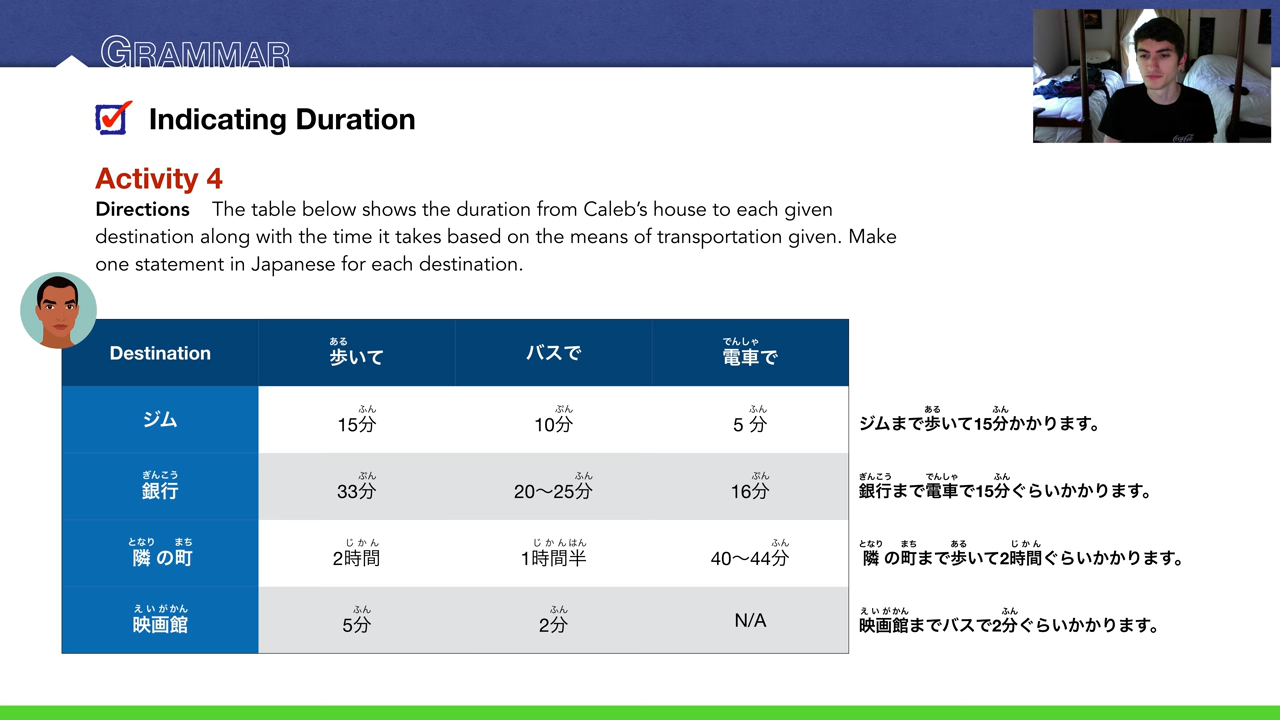 GRAMMAR
Indicating Duration
Activity 4
Directions The table below shows the duration from Caleb's house to each given
destination along with the time it takes based on the means of transportation given. Make
one statement in Japanese for each destination.
ある でんしゃ
Destination 歩いて バスで 電車で
ふん ぷん ふん ある ふん
ジム 15分 10分 5 分 ジムまで歩いて15分かかります。
ぎんこう ぷん ふん ぷん ぎんこう でんしゃ ふん
銀行 33分 20〜25分 16分 銀行まで電車で15分ぐらいかかります。
となり まち じかん じかんはん ふん となり まち ある じかん
隣の町 2時間 1時間半 40〜44分 隣の町まで歩いて2時間ぐらいかかります。
えいがかん ふん ふん えいがかん ふん
映画館 5分 2分 N/A 映画館までバスで2分ぐらいかかります。
Coca-Cola